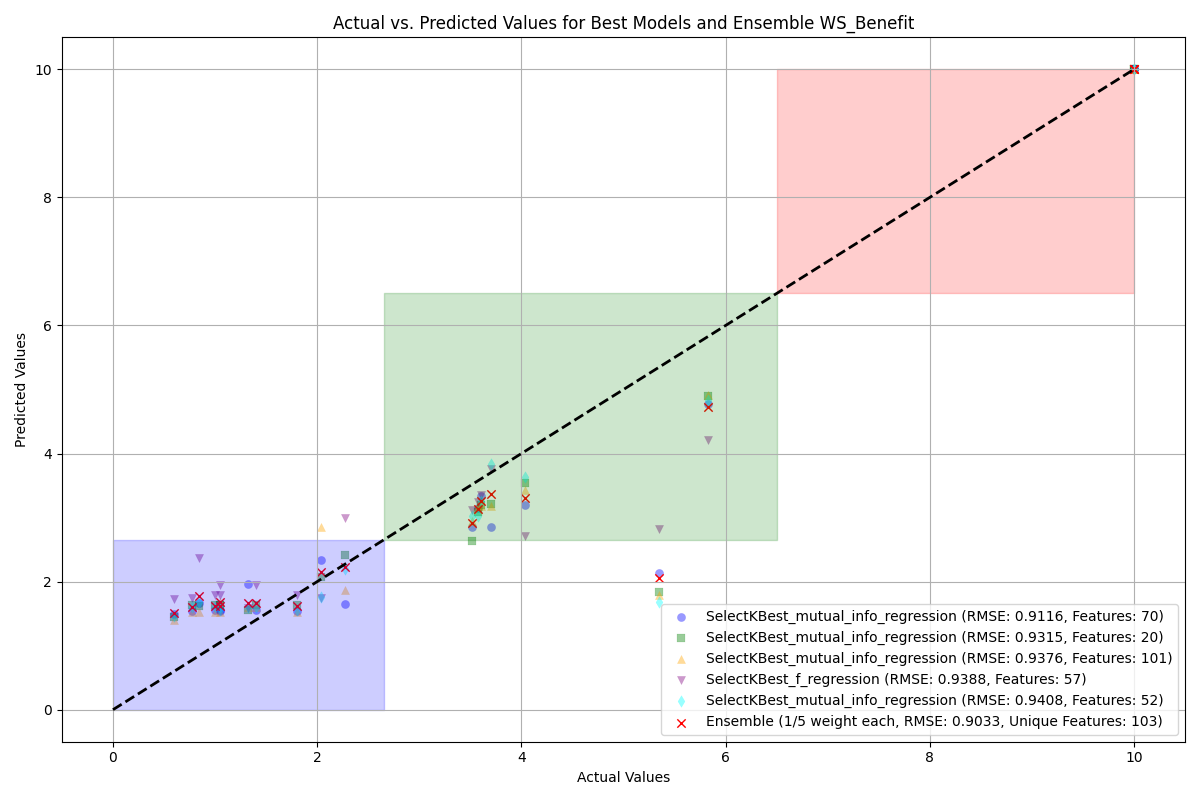 Actual vs. Predicted Values for Best Models and Ensemble WS_Benefit
Predicted Values
10
8
6
4
2
0
0 2 4 6 8 10
Actual Values
SelectKBest_mutual_info_regression (RMSE: 0.9116, Features: 70)
SelectKBest_mutual_info_regression (RMSE: 0.9315, Features: 20)
SelectKBest_mutual_info_regression (RMSE: 0.9376, Features: 101)
SelectKBest_f_regression (RMSE: 0.9388, Features: 57)
SelectKBest_mutual_info_regression (RMSE: 0.9408, Features: 52)
Ensemble (1/5 weight each, RMSE: 0.9033, Unique Features: 103)